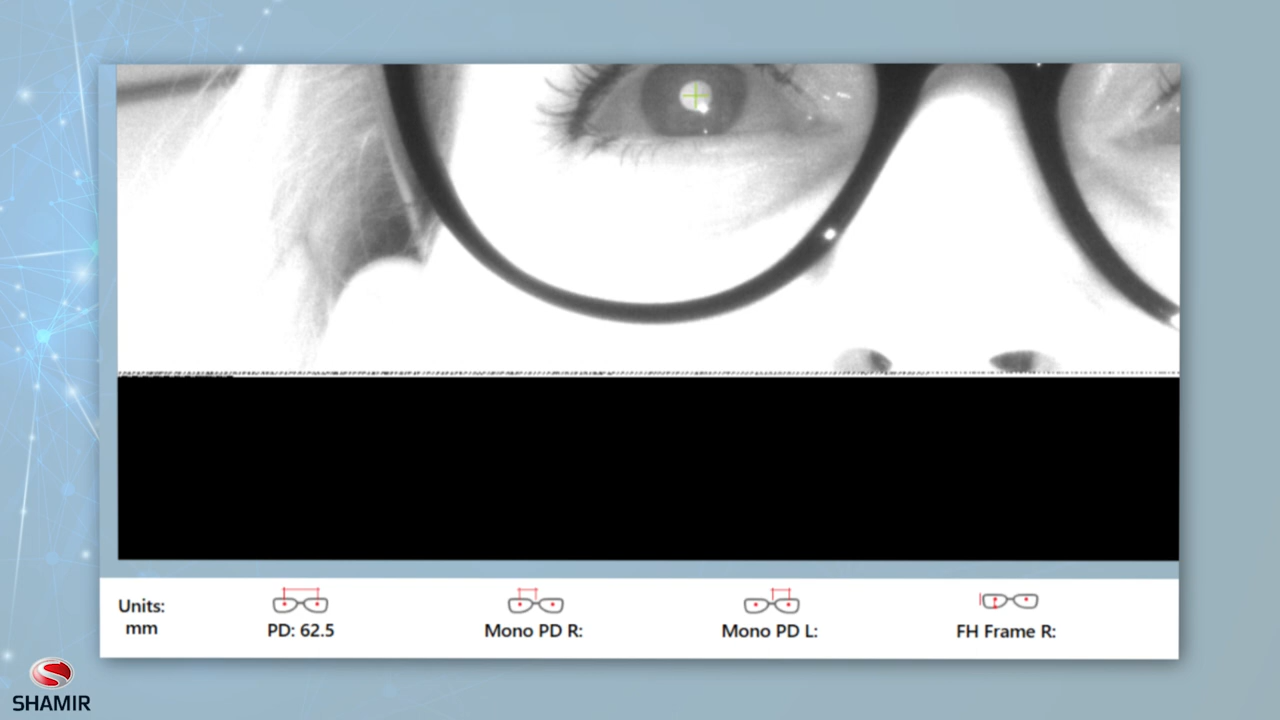 Units:
mm
PD: 62.5
Mono PD R:
Mono PD L:
FH Frame R:
SHAMIR